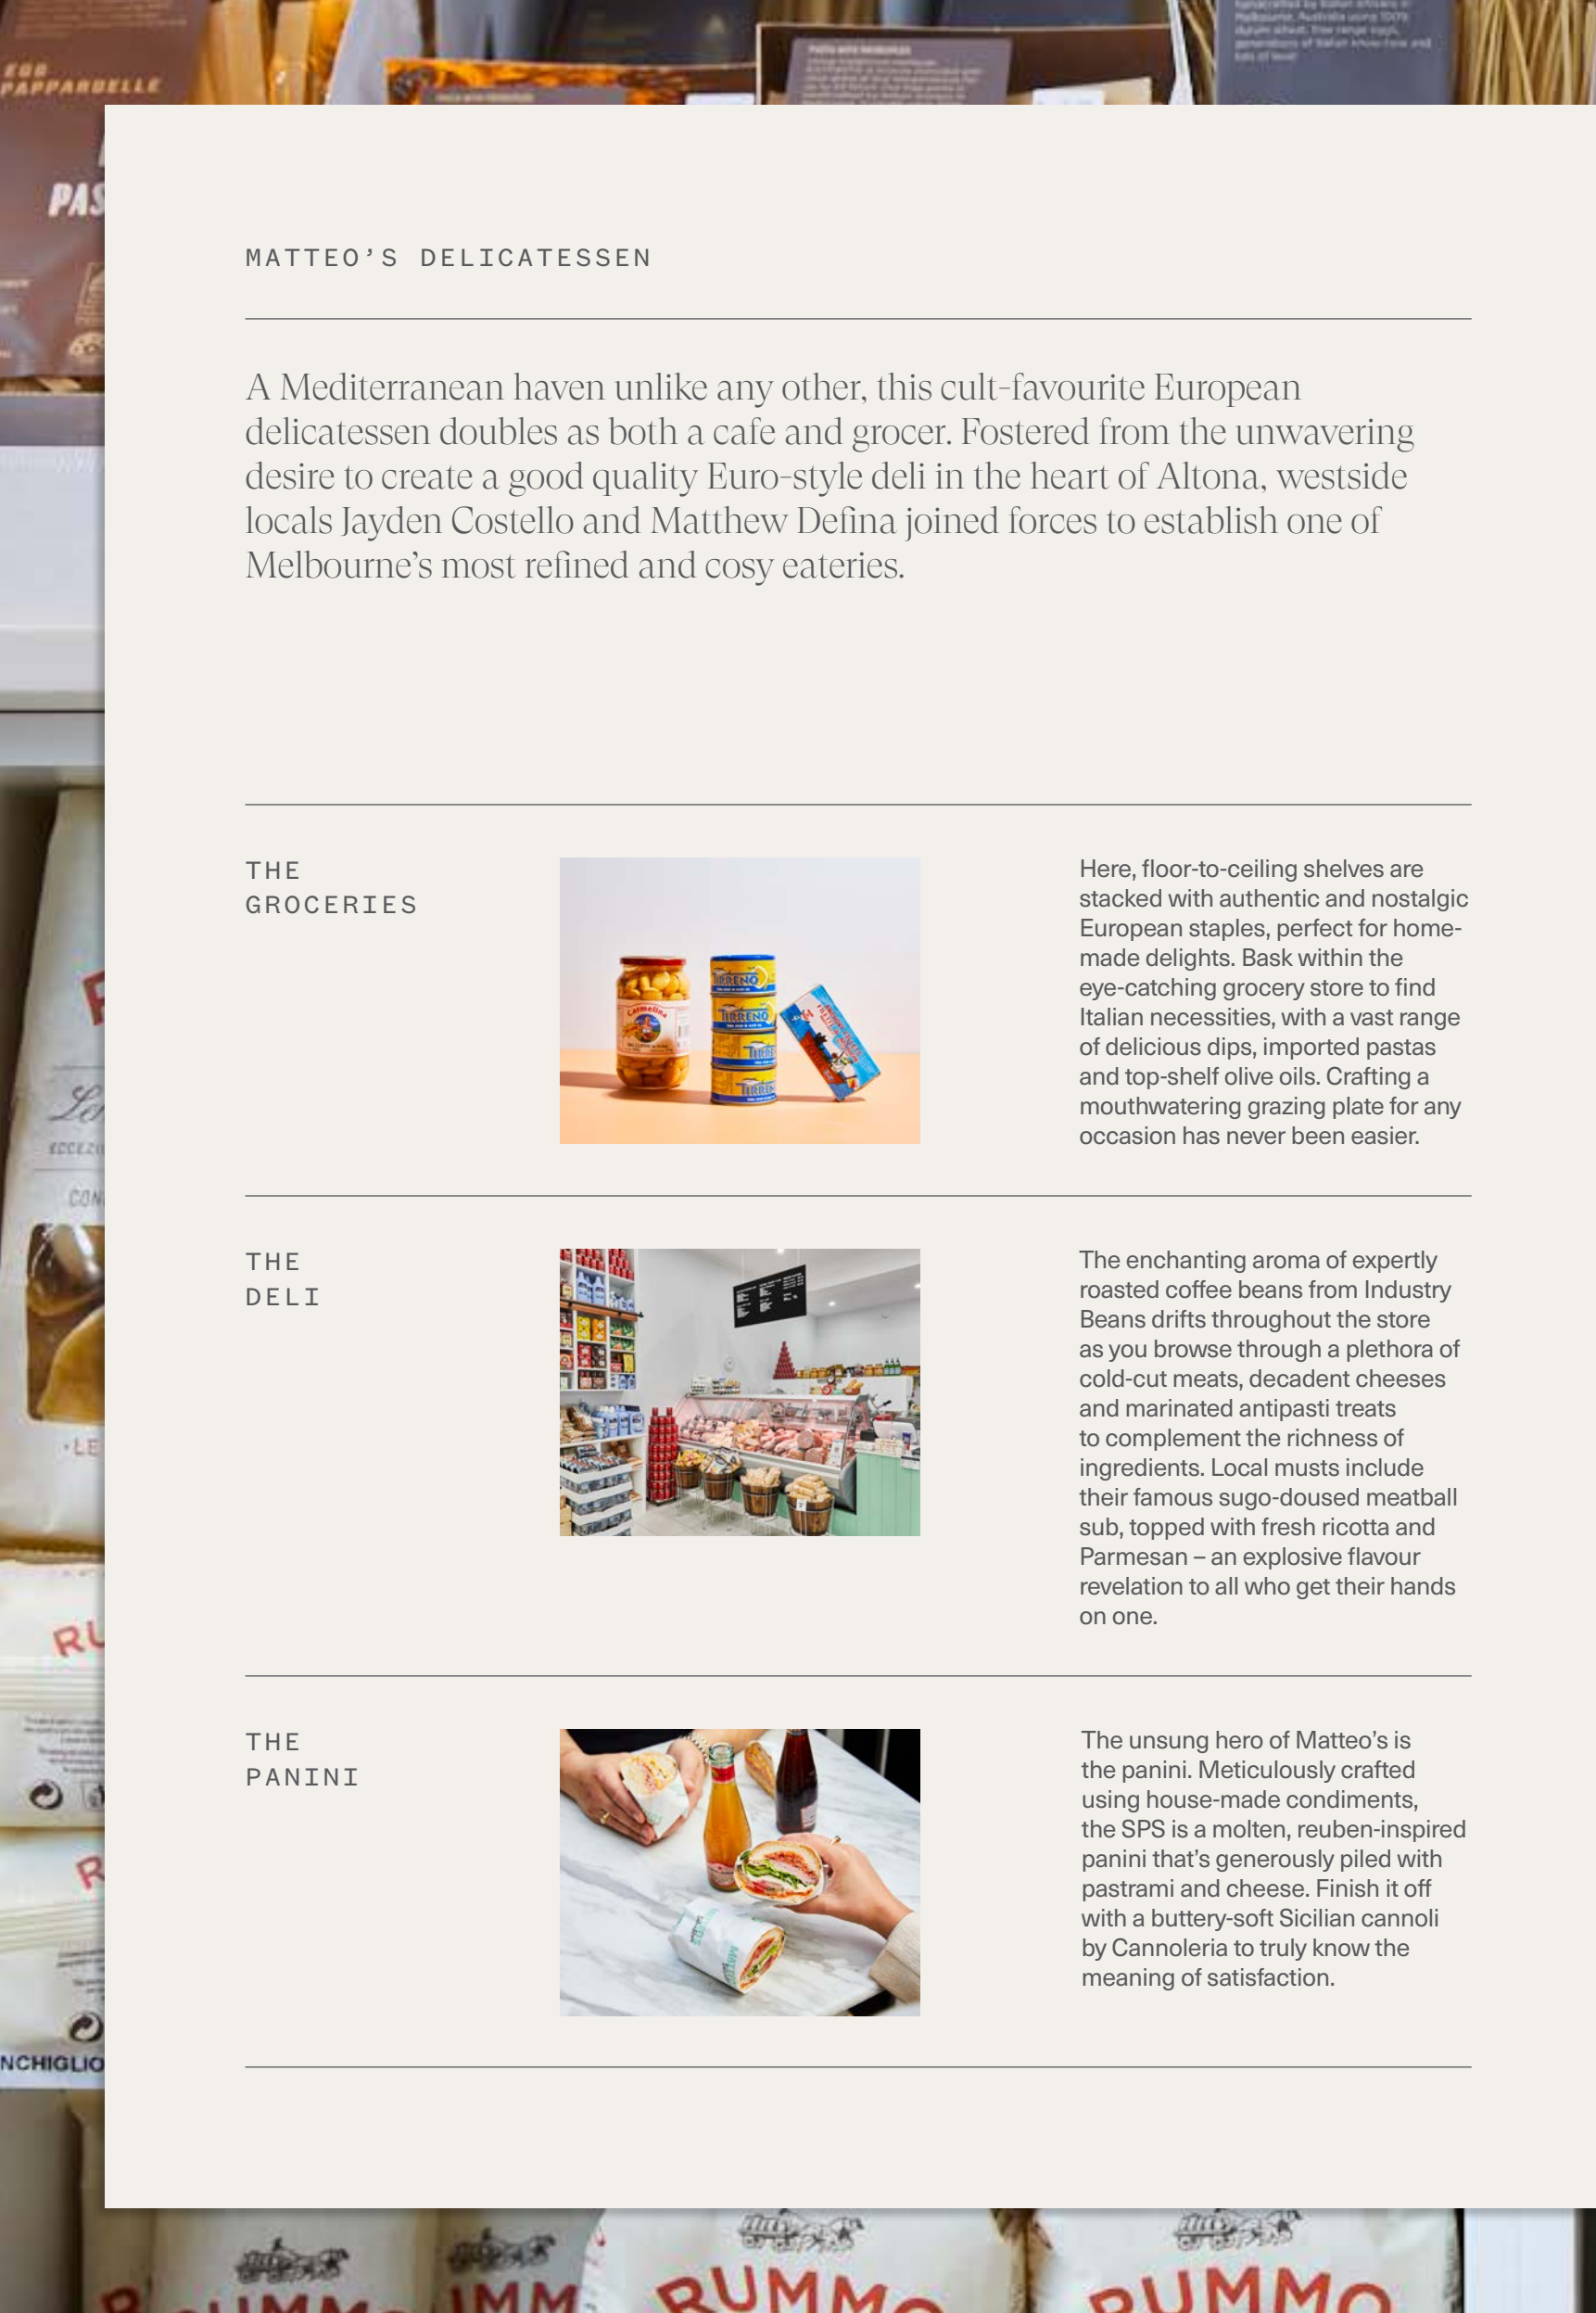 EGG
PAPPARDELLE
PAS
MATTEO’S DELICATESSEN
A Mediterranean haven unlike any other, this cult-favourite European
delicatessen doubles as both a cafe and grocer. Fostered from the unwavering
desire to create a good quality Euro-style deli in the heart of Altona, westside
locals Jayden Costello and Matthew Defina joined forces to establish one of
Melbourne’s most refined and cosy eateries.
THE
GROCERIES
Carmelina
TIRRENO
TIRRENO
Here, floor-to-ceiling shelves are
stacked with authentic and nostalgic
European staples, perfect for home-
made delights. Bask within the
eye-catching grocery store to find
Italian necessities, with a vast range
of delicious dips, imported pastas
and top-shelf olive oils. Crafting a
mouthwatering grazing plate for any
occasion has never been easier.
THE
DELI
The enchanting aroma of expertly
roasted coffee beans from Industry
Beans drifts throughout the store
as you browse through a plethora of
cold-cut meats, decadent cheeses
and marinated antipasti treats
to complement the richness of
ingredients. Local musts include
their famous sugo-doused meatball
sub, topped with fresh ricotta and
Parmesan – an explosive flavour
revelation to all who get their hands
on one.
THE
PANINI
The unsung hero of Matteo’s is
the panini. Meticulously crafted
using house-made condiments,
the SPS is a molten, reuben-inspired
panini that’s generously piled with
pastrami and cheese. Finish it off
with a buttery-soft Sicilian cannoli
by Cannoleria to truly know the
meaning of satisfaction.
NCHIGLIO
RUMMO
RUMMO